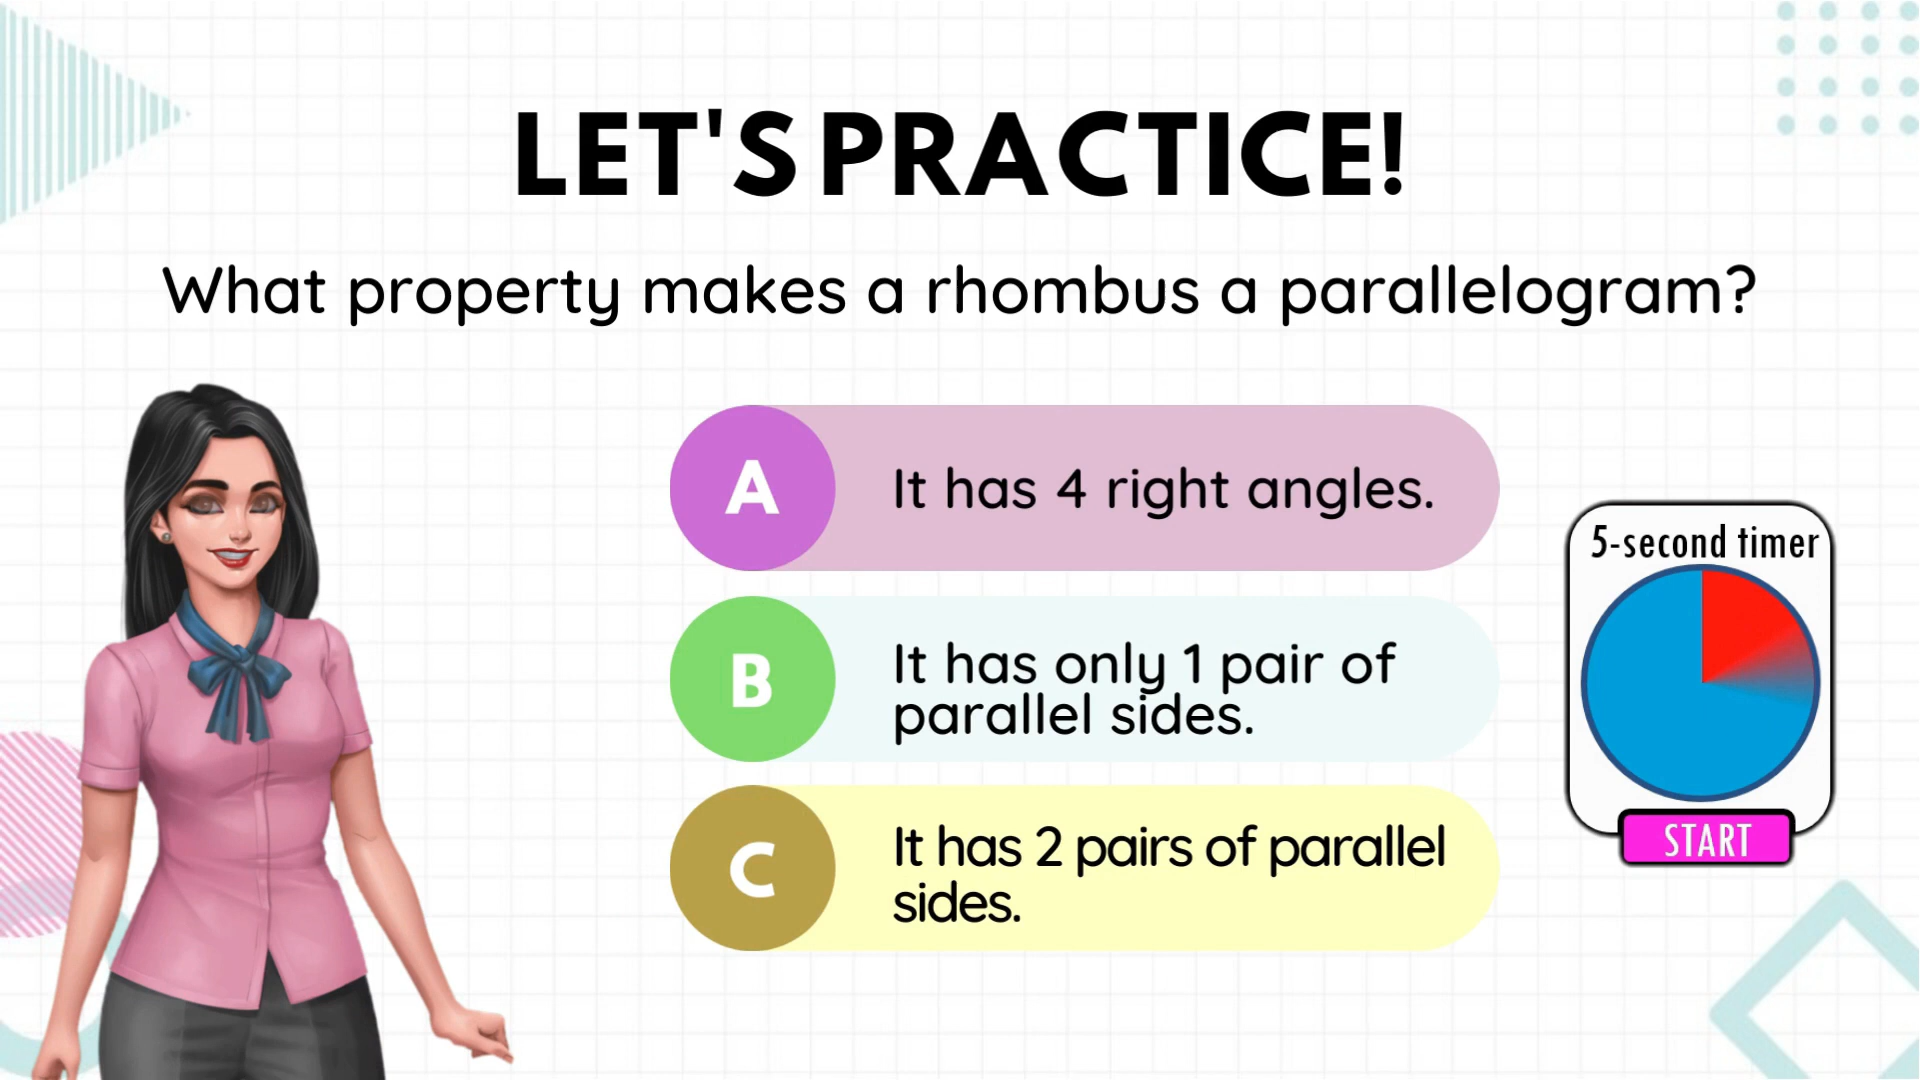 LET'S PRACTICE!
What property makes a rhombus a parallelogram?
A
It has 4 right angles.
B
It has only 1 pair of
parallel sides.
C
It has 2 pairs of parallel
sides.
5-second timer
START